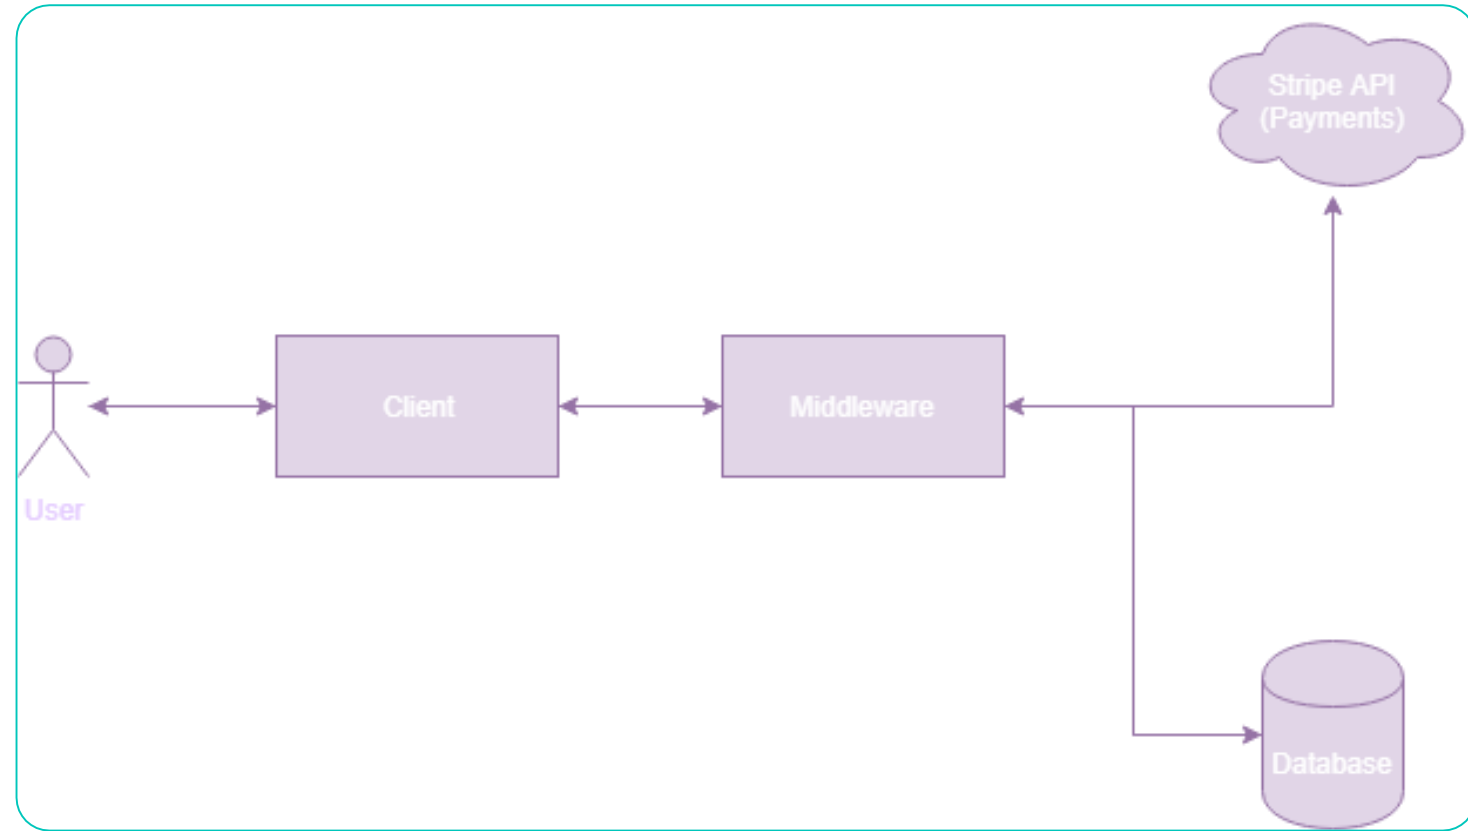 Stripe API
(Payments)
Client
Middleware
User
Database